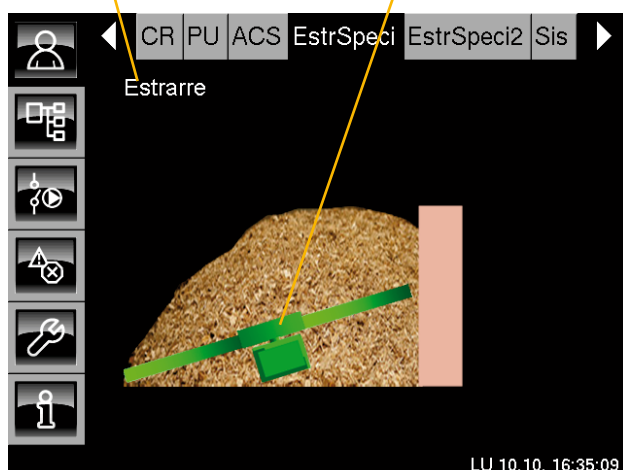 CR PU ACS EstrSpeci EstrSpeci2 Sis
Estrarre
LU 10.10. 16:35:09